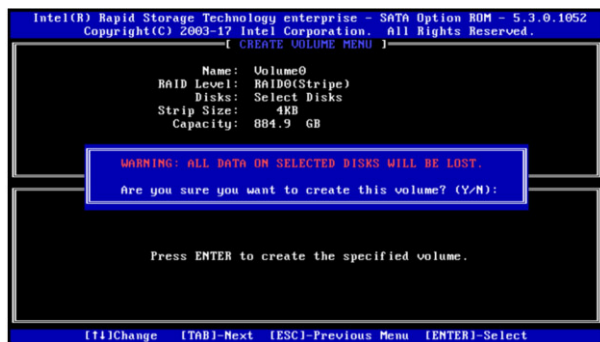 Intel(R) Rapid Storage Technology enterprise - SATA Option ROM - 5.3.0.1052
Copyright(C) 2003-17 Intel Corporation. All Rights Reserved.
[ CREATE VOLUME MENU ]
Name: Volume0
RAID Level: RAID0(Stripe)
Disks: Select Disks
Strip Size: 4KB
Capacity: 884.9 GB
WARNING: ALL DATA ON SELECTED DISKS WILL BE LOST.
Are you sure you want to create this volume? (Y/N):
Press ENTER to create the specified volume.
[↑↓]Change [TAB]-Next [ESC]-Previous Menu [ENTER]-Select